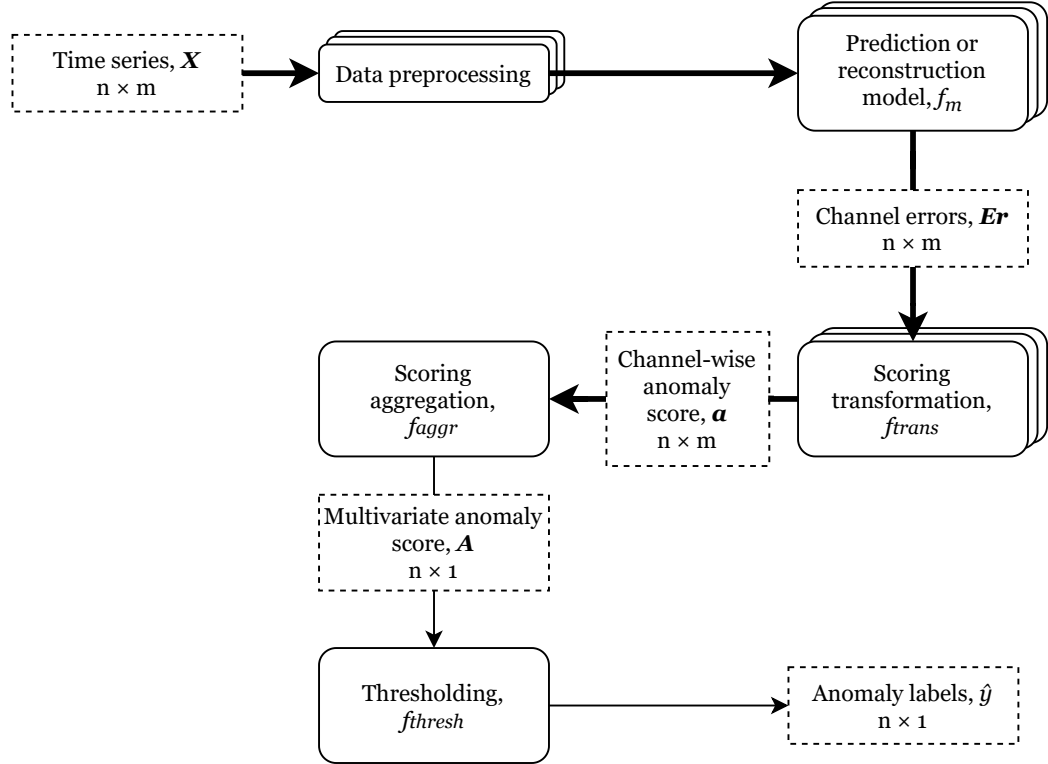 Time series, X
n × m
Data preprocessing
Prediction or
reconstruction
model, f_m
Channel errors, Er
n × m
Scoring
transformation,
ftrans
Channel-wise
anomaly
score, a
n × m
Scoring
aggregation,
faggr
Multivariate anomaly
score, A
n × 1
Thresholding,
fthresh
Anomaly labels, ŷ
n × 1